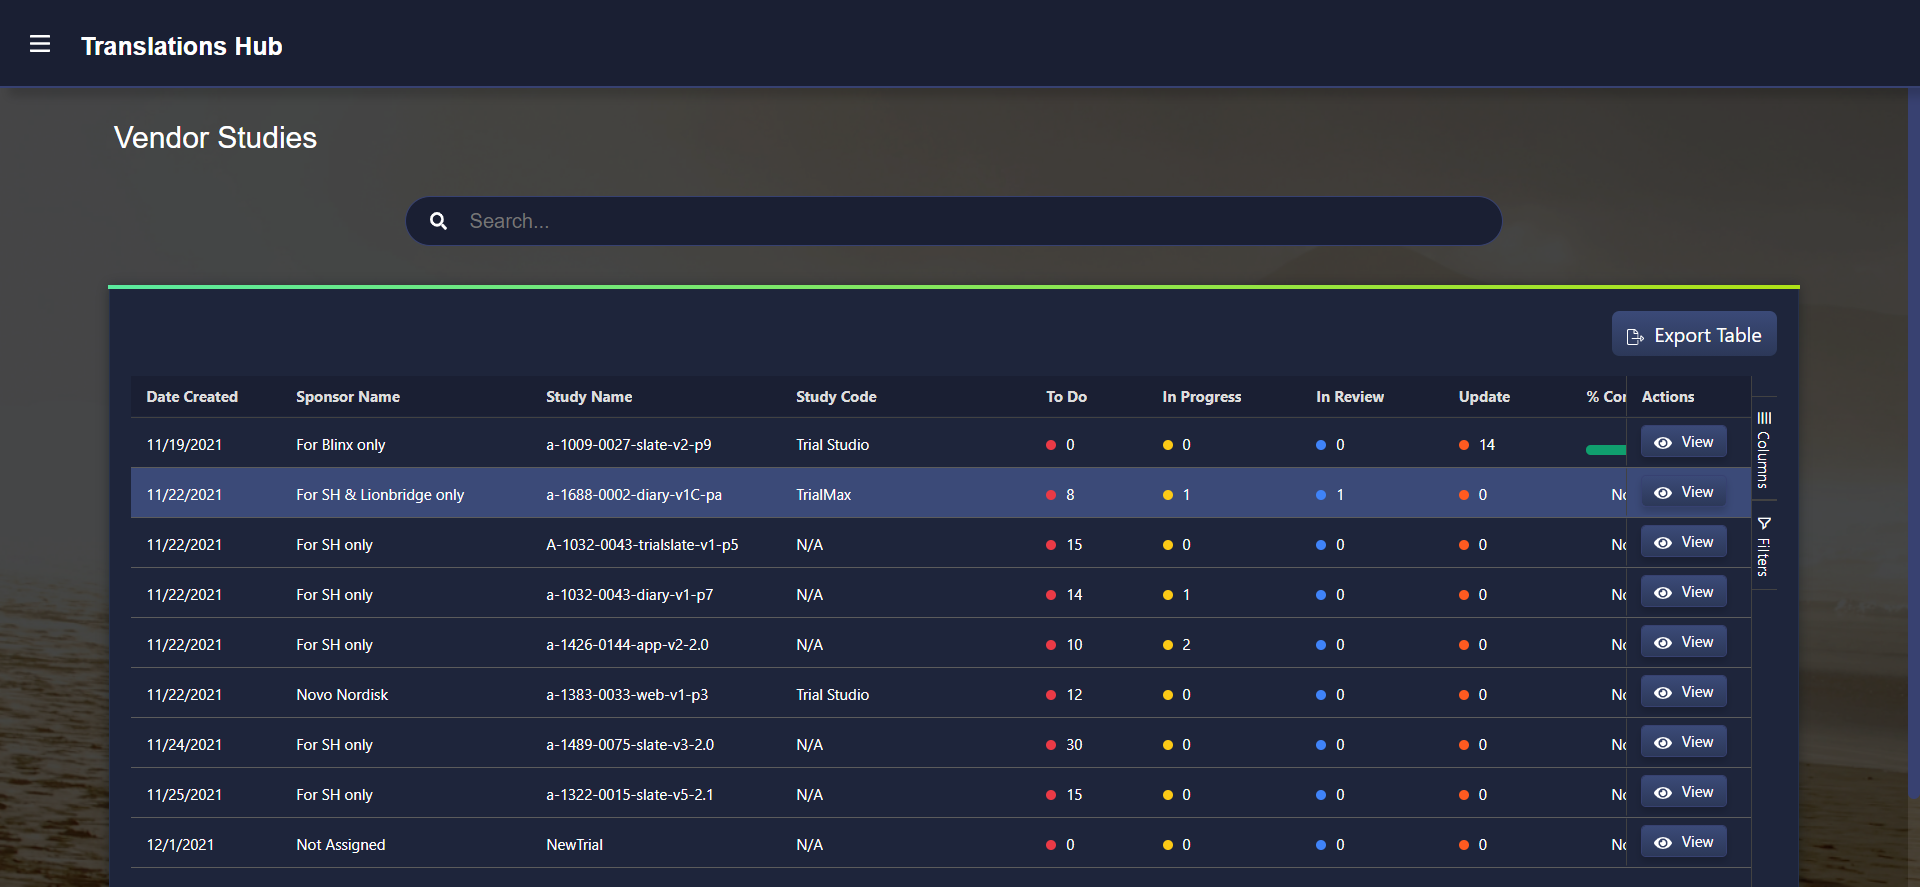 Translations Hub
Vendor Studies
Search...
Export Table
Date Created Sponsor Name Study Name Study Code To Do In Progress In Review Update % Actions
11/19/2021 For Blinx only a-1009-0027-slate-v2-p9 Trial Studio 0 0 0 14 View
11/22/2021 For SH & Lionbridge only a-1688-0002-diary-v1C-pa TrialMax 8 1 1 0 View
11/22/2021 For SH only A-1032-0043-trialslate-v1-p5 N/A 15 0 0 0 View
11/22/2021 For SH only a-1032-0043-diary-v1-p7 N/A 14 1 0 0 View
11/22/2021 For SH only a-1426-0144-app-v2-2.0 N/A 10 2 0 0 View
11/22/2021 Novo Nordisk a-1383-0033-web-v1-p3 Trial Studio 12 0 0 0 View
11/24/2021 For SH only a-1489-0075-slate-v3-2.0 N/A 30 0 0 0 View
11/25/2021 For SH only a-1322-0015-slate-v5-2.1 N/A 15 0 0 0 View
12/1/2021 Not Assigned NewTrial N/A 0 0 0 0 View
Columns
Filters